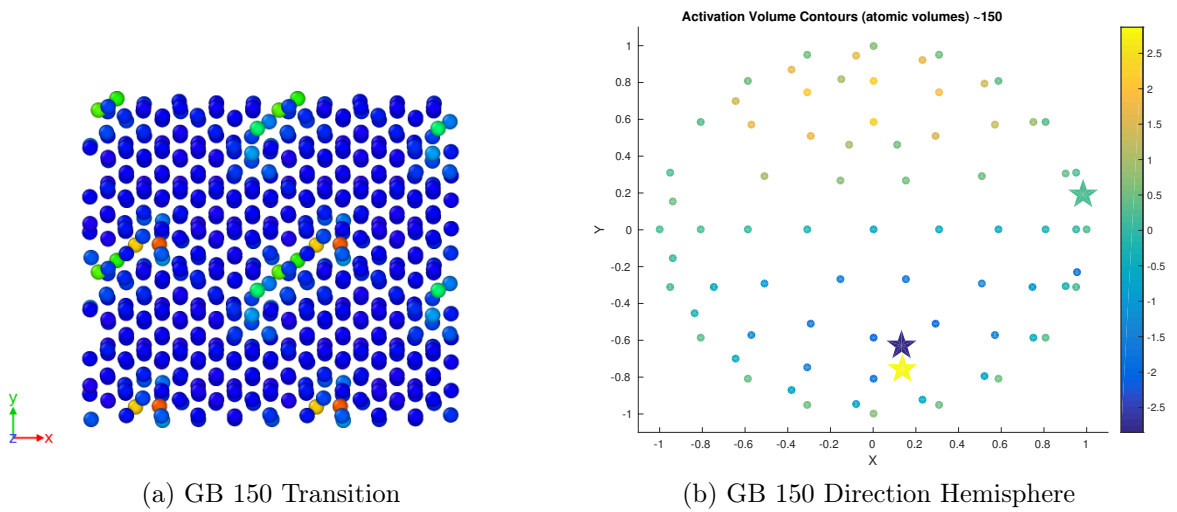 Activation Volume Contours (atomic volumes) ~150
1
0.8
0.6
0.4
0.2
0
-0.2
-0.4
-0.6
-0.8
-1
Y
-1 -0.8 -0.6 -0.4 -0.2 0 0.2 0.4 0.6 0.8 1
X
2.5
2
1.5
1
0.5
0
-0.5
-1
-1.5
-2
-2.5
y
z x
(a) GB 150 Transition
(b) GB 150 Direction Hemisphere